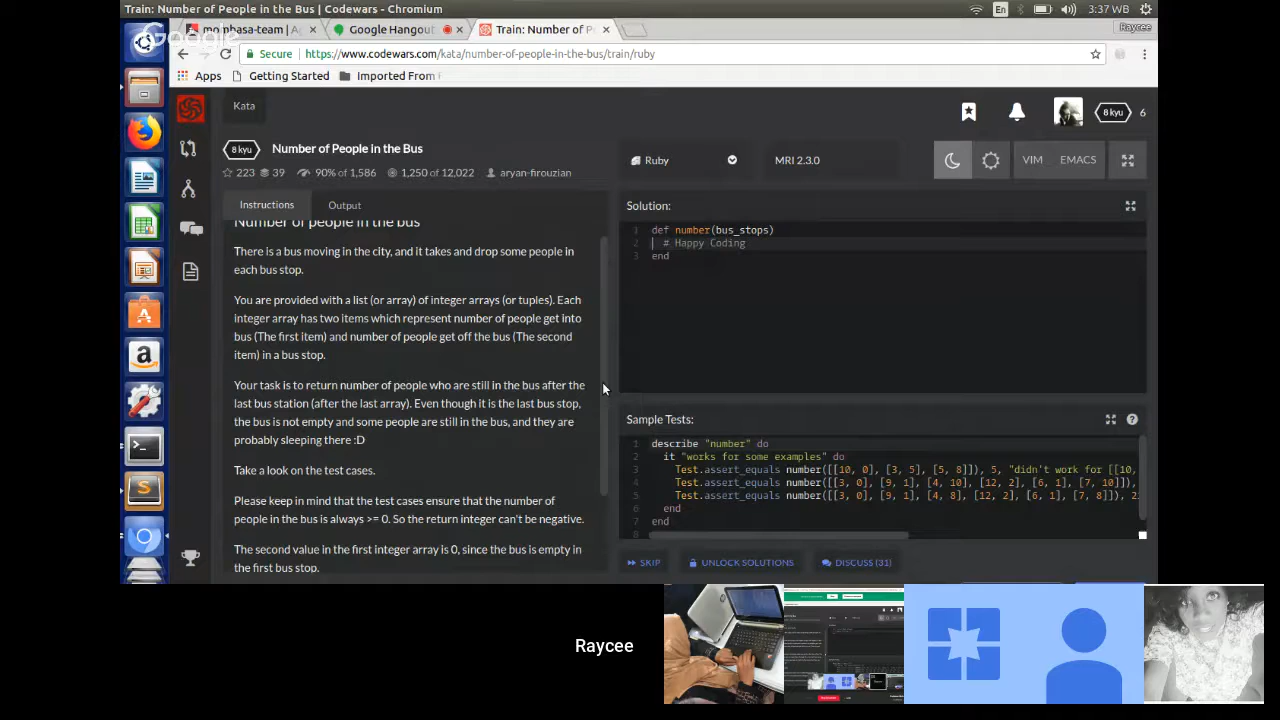 Train: Number of People in the Bus | Codewars - Chromium
En
3:37 WB
mombasa-team | A
Google Hangout
Train: Number of P
Raycee
Google
Secure
https://www.codewars.com/kata/number-of-people-in-the-bus/train/ruby
Apps
Getting Started
Imported From F
Kata
8 kyu
6
8 kyu
Number of People in the Bus
223
39
90% of 1,586
1,250 of 12,022
aryan-firouzian
Ruby
MRI 2.3.0
VIM
EMACS
Instructions
Output
Number of people in the bus
There is a bus moving in the city, and it takes and drop some people in
each bus stop.
You are provided with a list (or array) of integer arrays (or tuples). Each
integer array has two items which represent number of people get into
bus (The first item) and number of people get off the bus (The second
item) in a bus stop.
Your task is to return number of people who are still in the bus after the
last bus station (after the last array). Even though it is the last bus stop,
the bus is not empty and some people are still in the bus, and they are
probably sleeping there :D
Take a look on the test cases.
Please keep in mind that the test cases ensure that the number of
people in the bus is always >= 0. So the return integer can't be negative.
The second value in the first integer array is 0, since the bus is empty in
the first bus stop.
Solution:
1 def number(bus_stops)
2 # Happy Coding
3 end
Sample Tests:
1 describe "number" do
2 it "works for some examples" do
3 Test.assert_equals number([[10, 0], [3, 5], [5, 8]]), 5, "didn't work for [[10,
4 Test.assert_equals number([[3, 0], [9, 1], [4, 10], [12, 2], [6, 1], [7, 10]]),
5 Test.assert_equals number([[3, 0], [9, 1], [4, 8], [12, 2], [6, 1], [7, 8]]), 2
6 end
7 end
8
SKIP
UNLOCK SOLUTIONS
DISCUSS (31)
Raycee